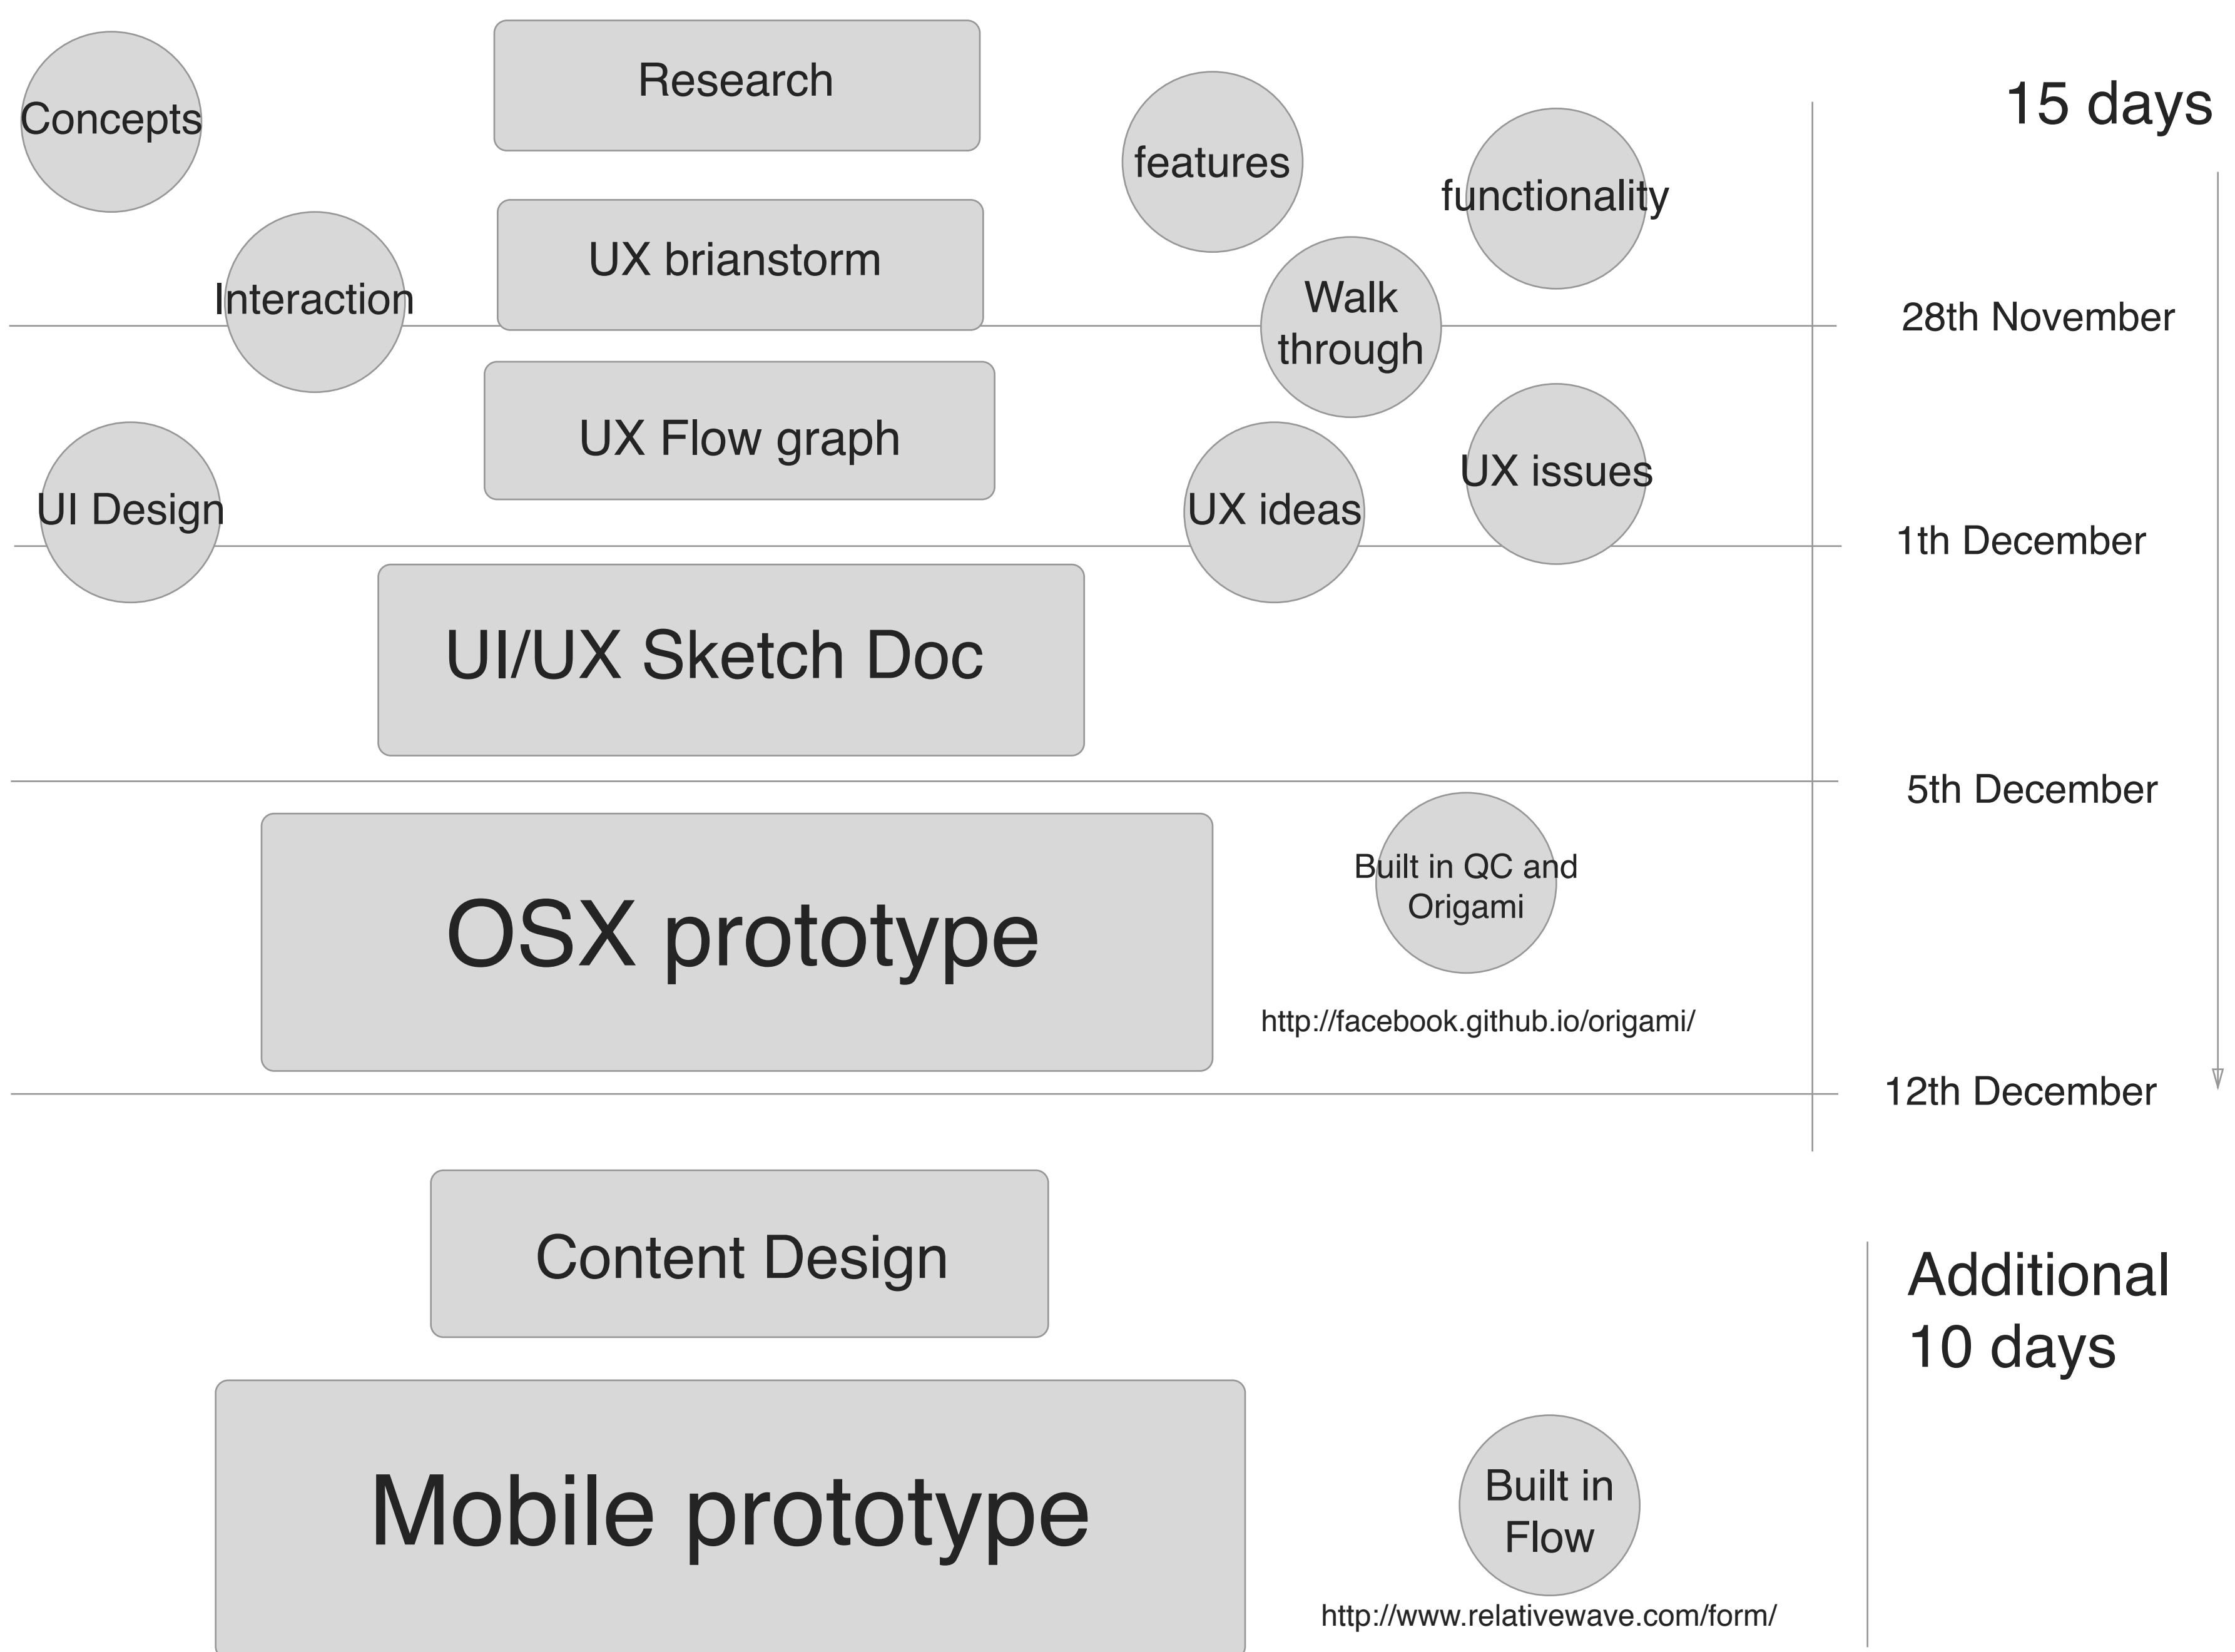 Research
15 days
Concepts
features
functionality
UX brianstorm
Interaction
Walk
through
28th November
UX Flow graph
UX issues
UI Design
UX ideas
1th December
UI/UX Sketch Doc
5th December
Built in QC and
Origami
OSX prototype
http://facebook.github.io/origami/
12th December
Content Design
Additional
10 days
Mobile prototype
Built in
Flow
http://www.relativewave.com/form/